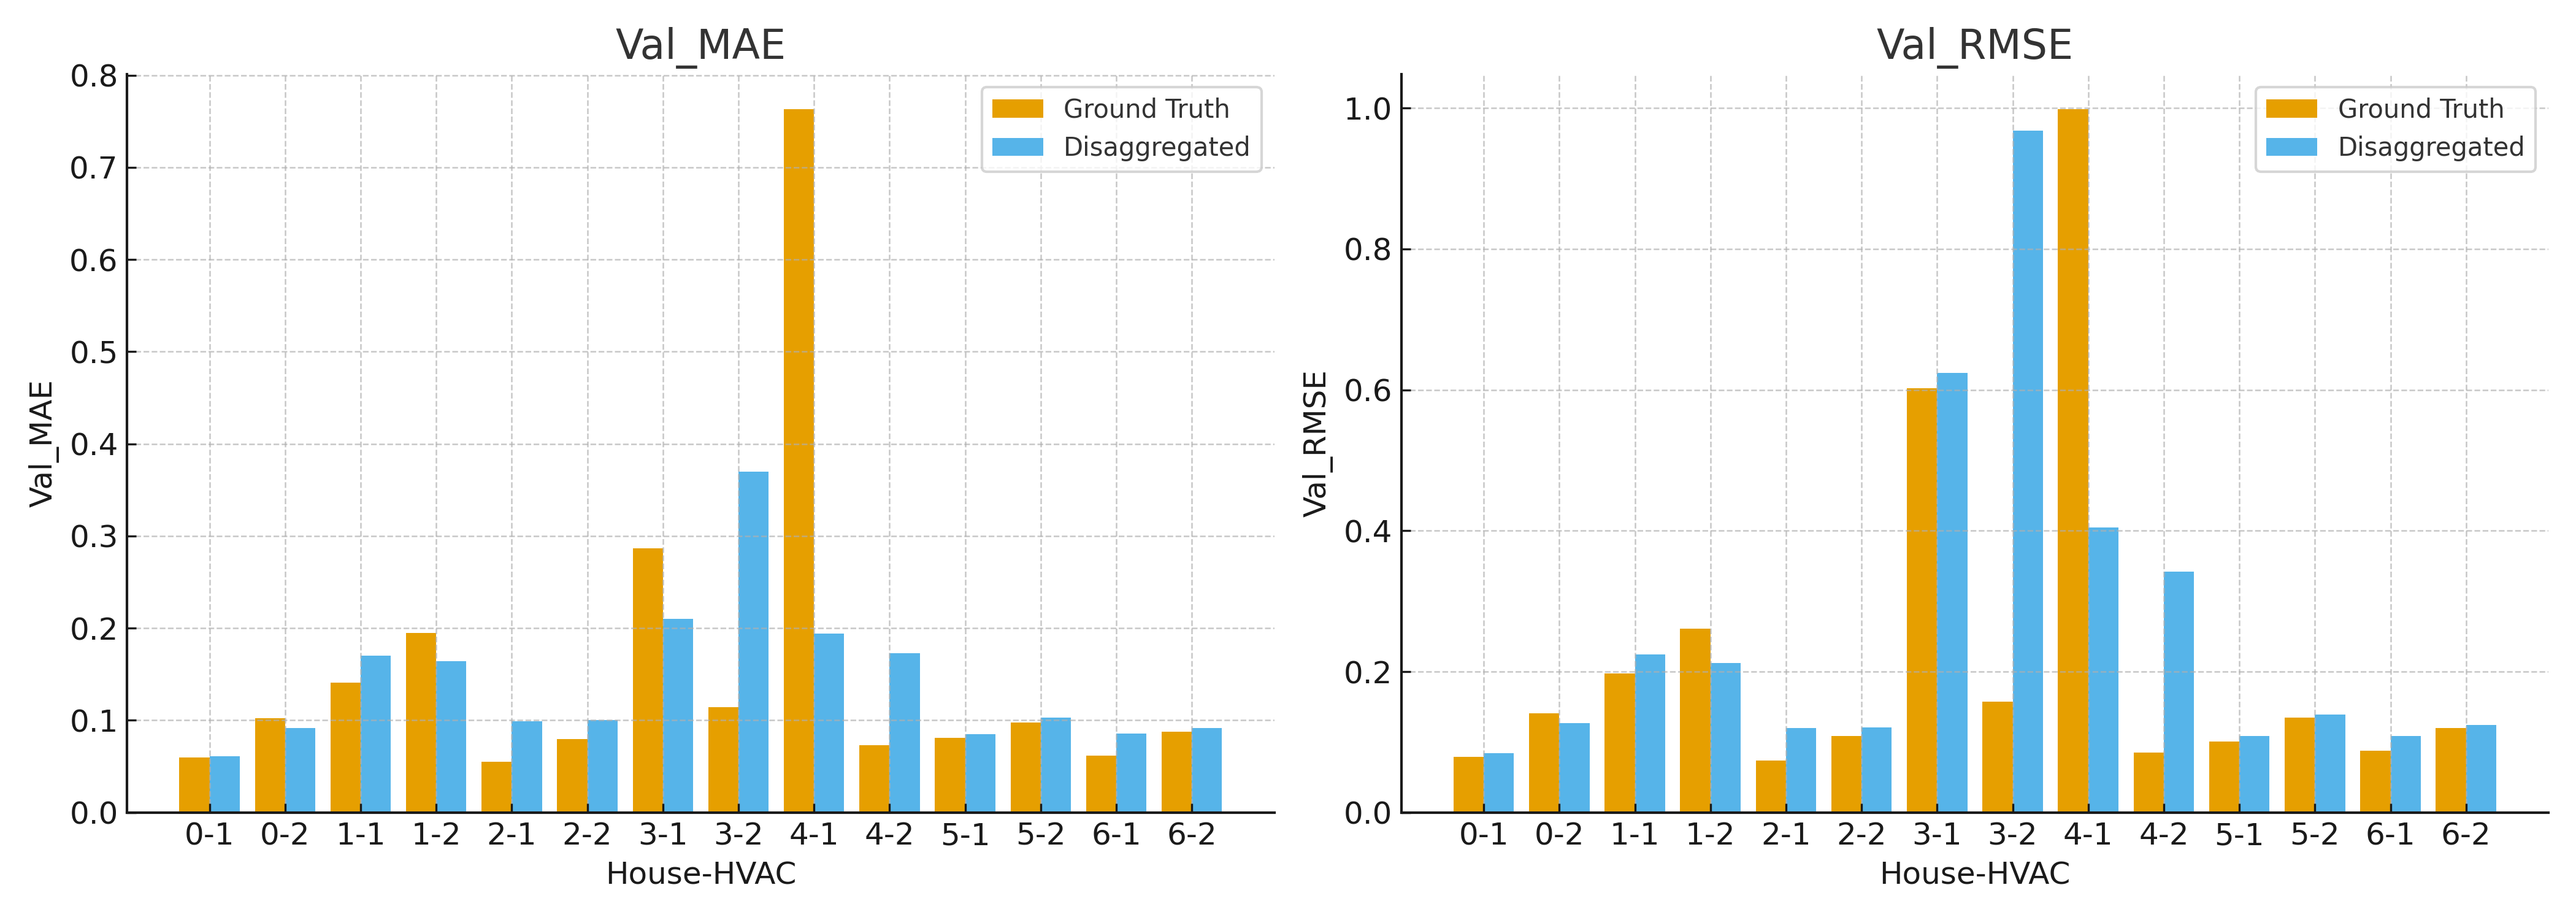 Val_MAE
Val_MAE
0.8
0.7
0.6
0.5
0.4
0.3
0.2
0.1
0.0
Ground Truth
Disaggregated
0-1 0-2 1-1 1-2 2-1 2-2 3-1 3-2 4-1 4-2 5-1 5-2 6-1 6-2
House-HVAC
Val_RMSE
Val_RMSE
1.0
0.8
0.6
0.4
0.2
0.0
Ground Truth
Disaggregated
0-1 0-2 1-1 1-2 2-1 2-2 3-1 3-2 4-1 4-2 5-1 5-2 6-1 6-2
House-HVAC